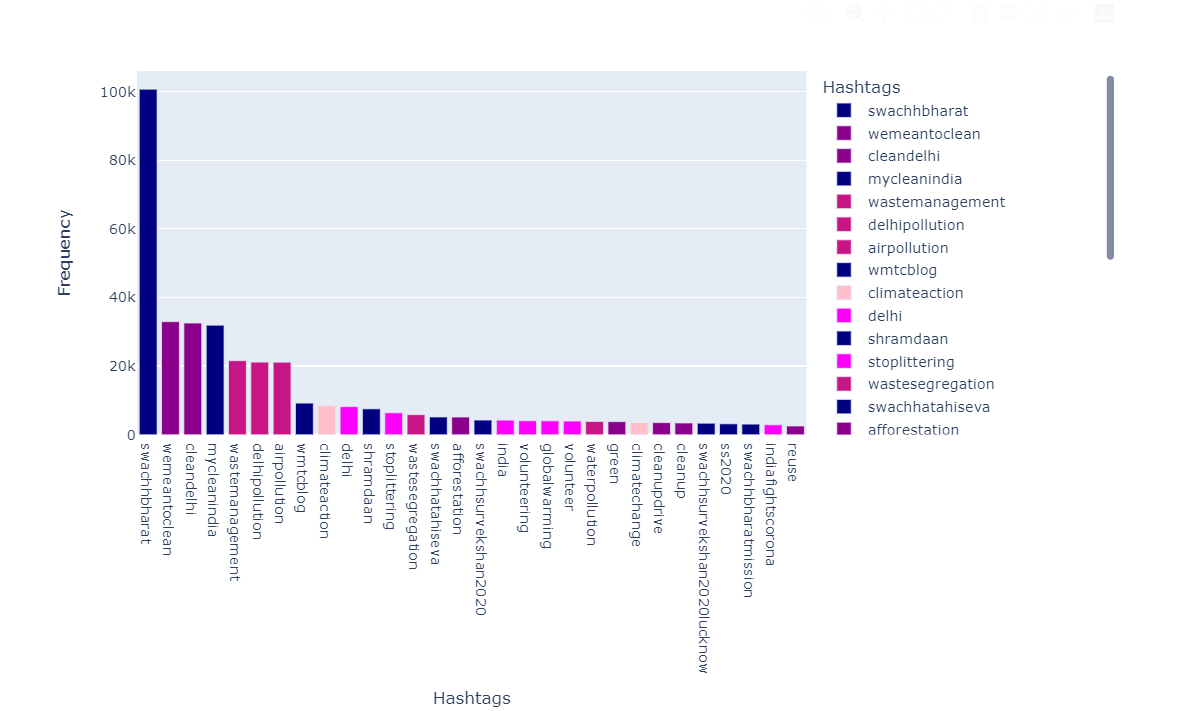 100k
80k
60k
40k
20k
0
Frequency
swachhbharat
wemeantoclean
cleandelhi
mycleanindia
wastemanagement
delhipollution
airpollution
wmtcblog
climateaction
delhi
shramdaan
stoplittering
wastesegregation
swachhatahiseva
afforestation
swachhsurvekshan2020
india
volunteering
globalwarming
volunteer
waterpollution
green
climatechange
cleanupdrive
cleanup
swachhsurvekshan2020lucknow
ss2020
swachhbharatmission
indiafightscorona
reuse
Hashtags
Hashtags
swachhbharat
wemeantoclean
cleandelhi
mycleanindia
wastemanagement
delhipollution
airpollution
wmtcblog
climateaction
delhi
shramdaan
stoplittering
wastesegregation
swachhatahiseva
afforestation